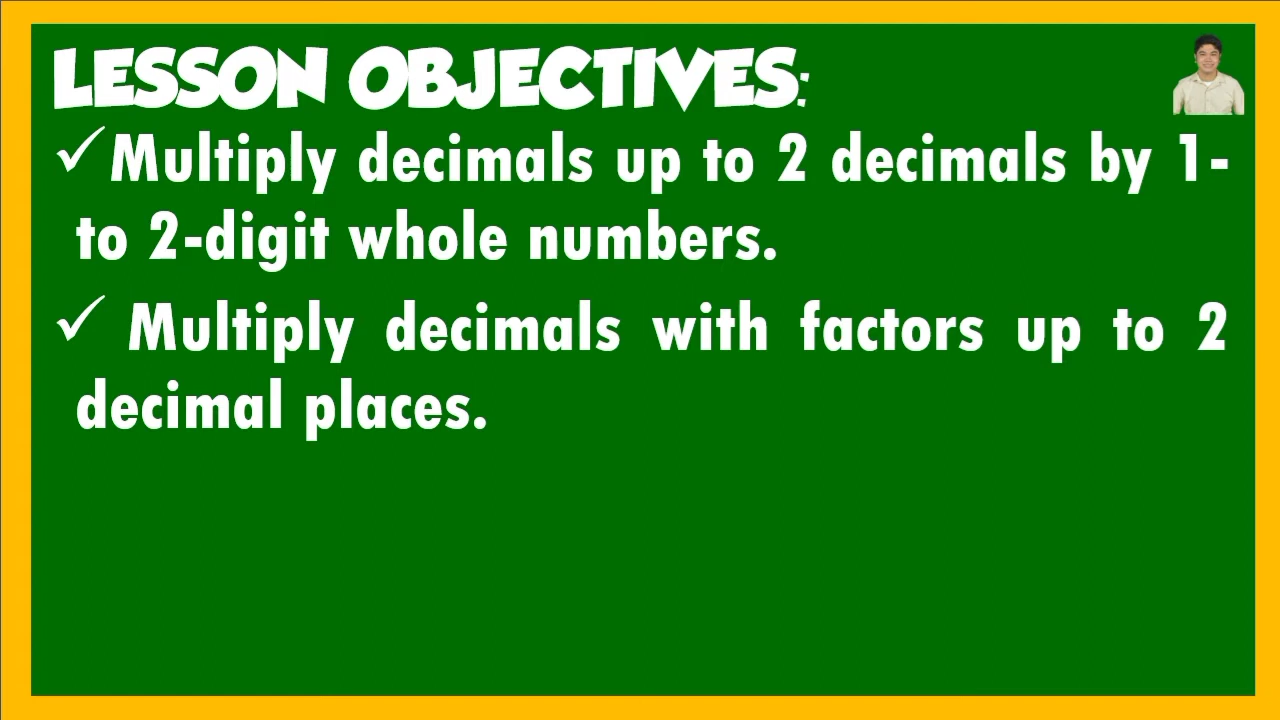 LESSON OBJECTIVES:
✓Multiply decimals up to 2 decimals by 1-
to 2-digit whole numbers.
✓ Multiply decimals with factors up to 2
decimal places.